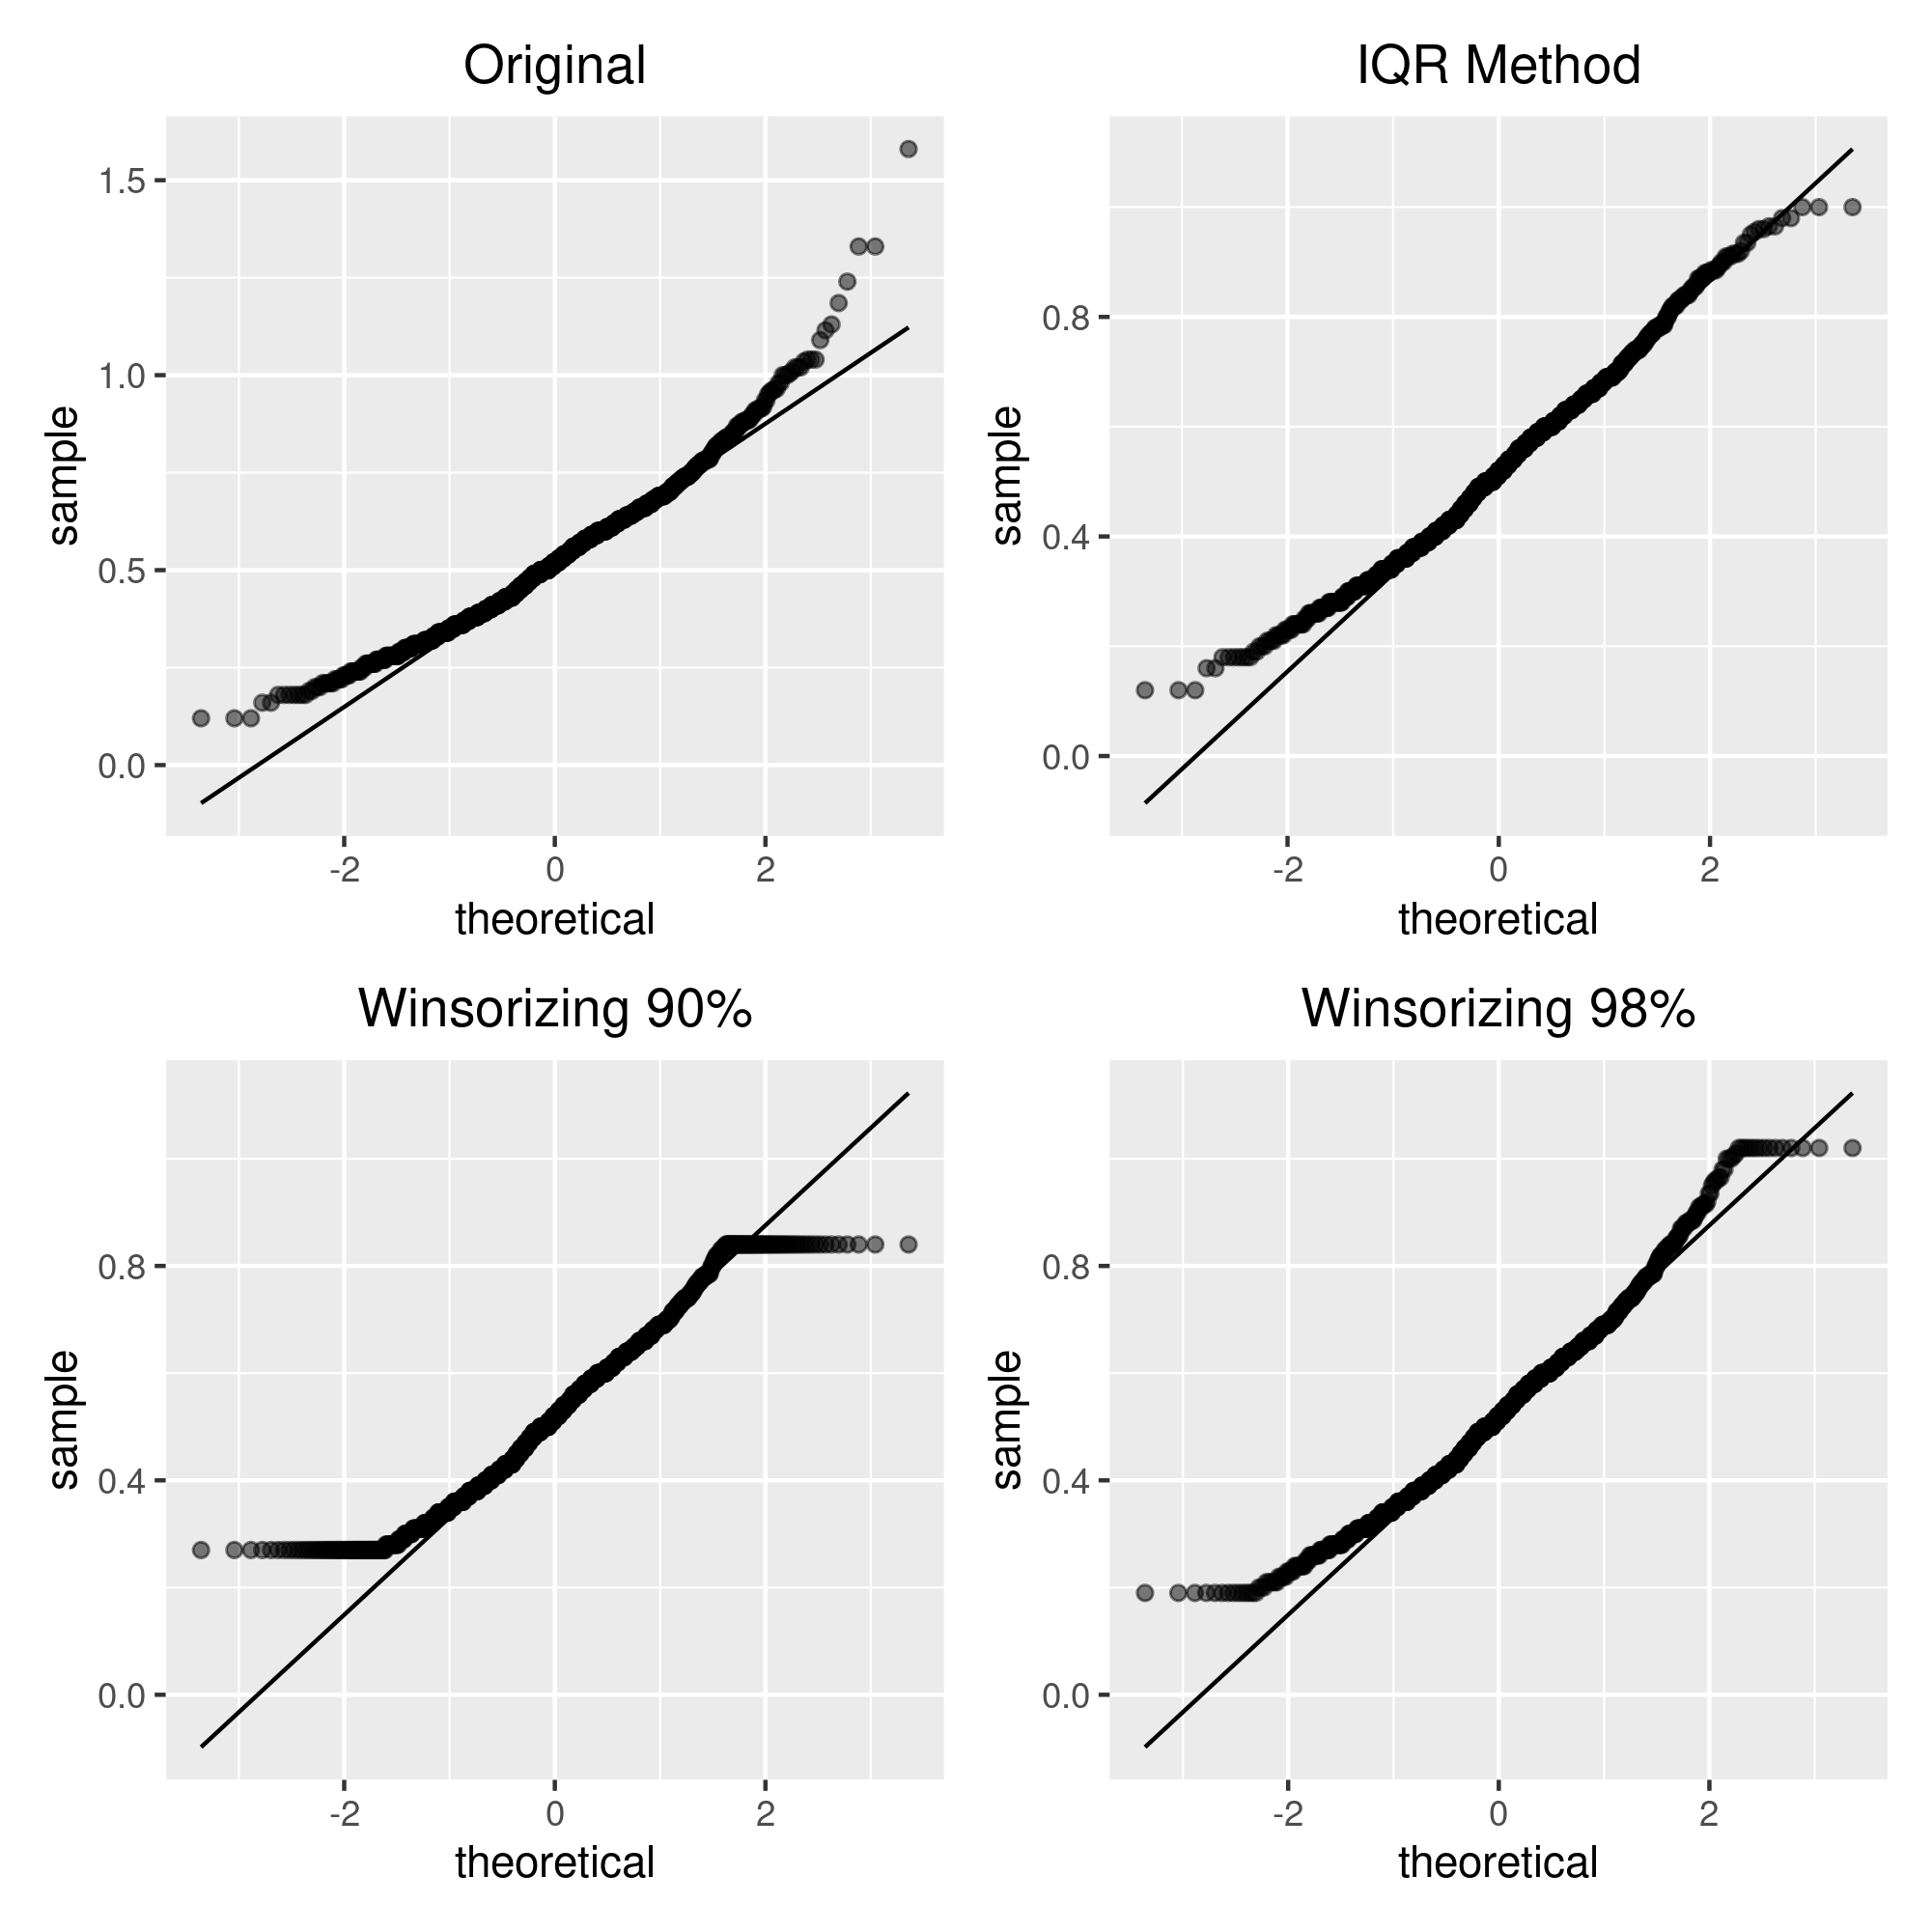 Original
1.5
1.0
0.5
0.0
sample
-2 0 2
theoretical
IQR Method
0.8
0.4
0.0
sample
-2 0 2
theoretical
Winsorizing 90%
0.8
0.4
0.0
sample
-2 0 2
theoretical
Winsorizing 98%
0.8
0.4
0.0
sample
-2 0 2
theoretical